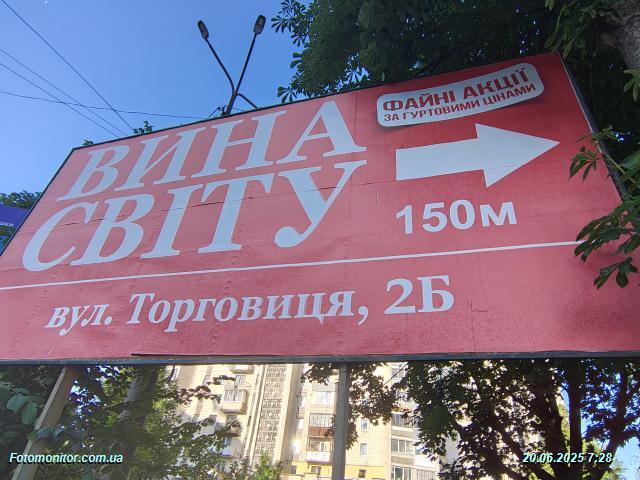 ФАЙНІ АКЦІЇ
ЗА ГУРТОВИМИ ЦІНАМИ
ВИНА
СВІТУ
150м
вул. Торговиця, 2Б
Fotomonitor.com.ua
20.06.2025 7:28